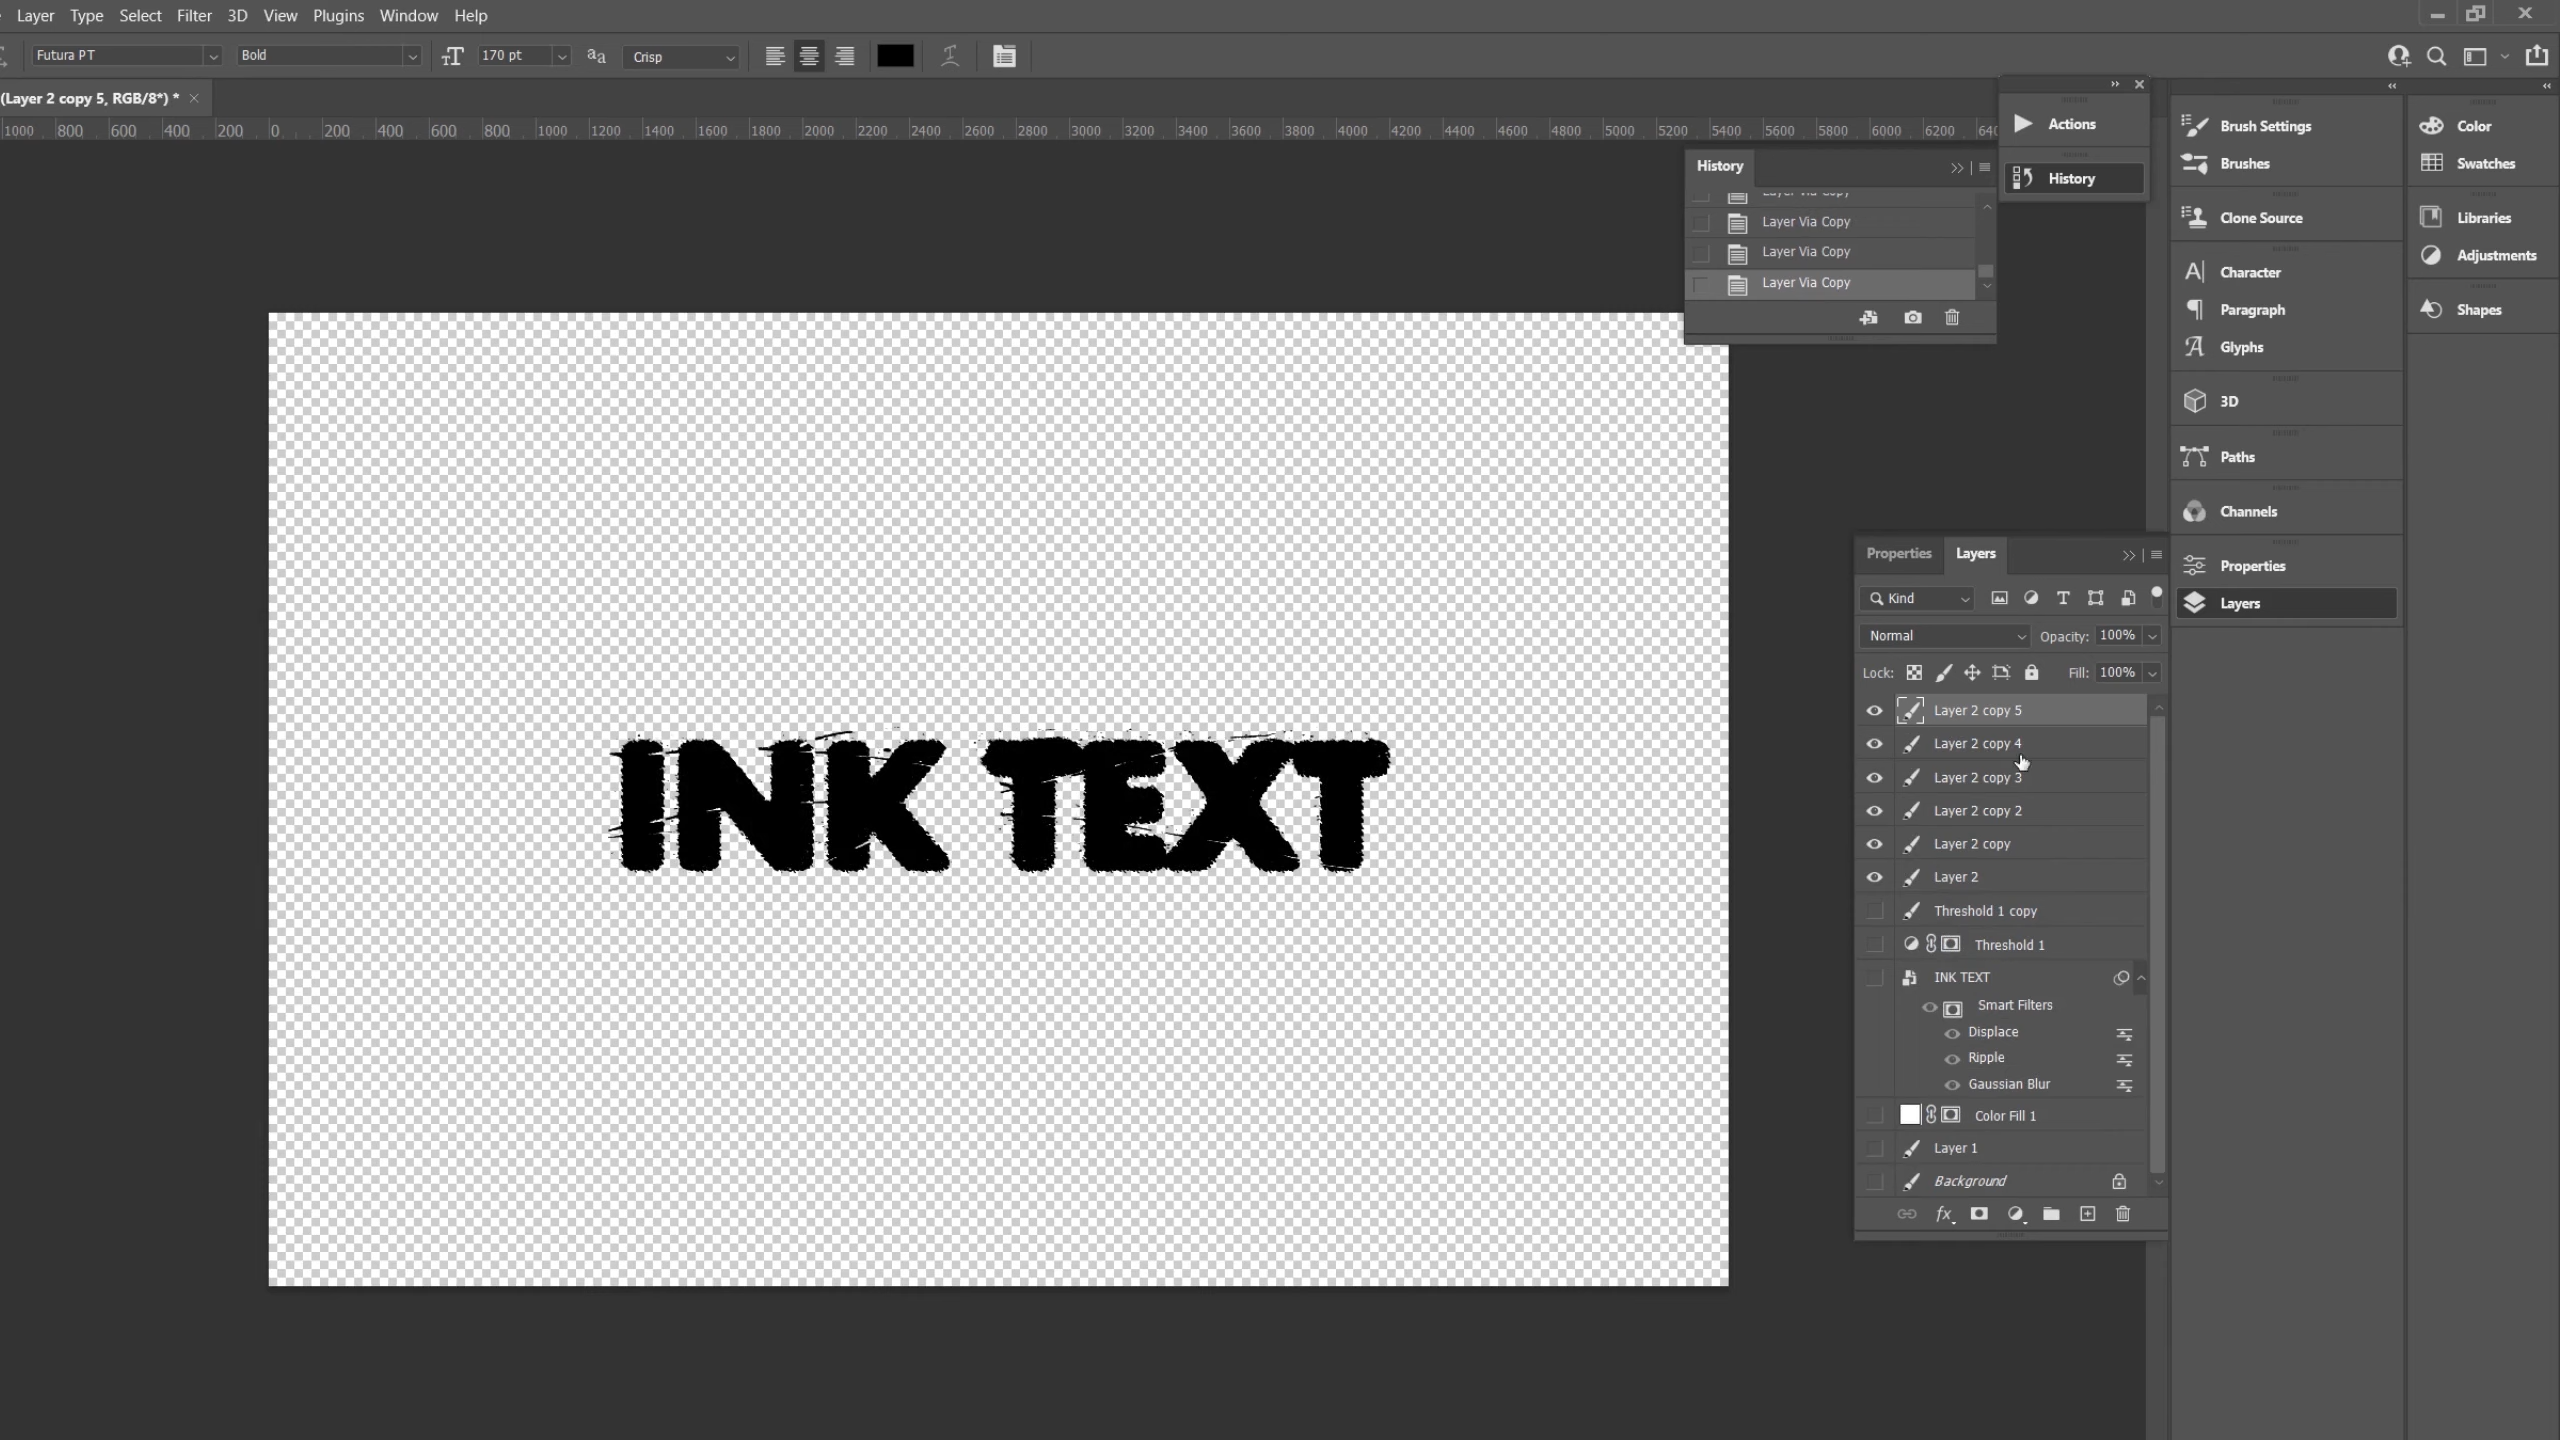 Layer Type Select Filter 3D View Plugins Window Help
Futura PT Bold 170 pt aa Crisp
(Layer 2 copy 5, RGB/8*) *
1000 800 600 400 200 0 200 400 600 800 1000 1200 1400 1600 1800 2000 2200 2400 2600 2800 3000 3200 3400 3600 3800 4000 4200 4400 4600 4800 5000 5200 5400 5600 5800 6000 6200
Actions
History
History
Layer Via Copy
Layer Via Copy
Layer Via Copy
Layer Via Copy
Brush Settings
Brushes
Clone Source
Character
Paragraph
Glyphs
3D
Paths
Channels
Properties
Layers
Color
Swatches
Libraries
Adjustments
Shapes
INK TEXT
Properties Layers
Kind
Normal Opacity: 100%
Lock: Fill: 100%
Layer 2 copy 5
Layer 2 copy 4
Layer 2 copy 3
Layer 2 copy 2
Layer 2 copy
Layer 2
Threshold 1 copy
Threshold 1
INK TEXT
Smart Filters
Displace
Ripple
Gaussian Blur
Color Fill 1
Layer 1
Background
fx